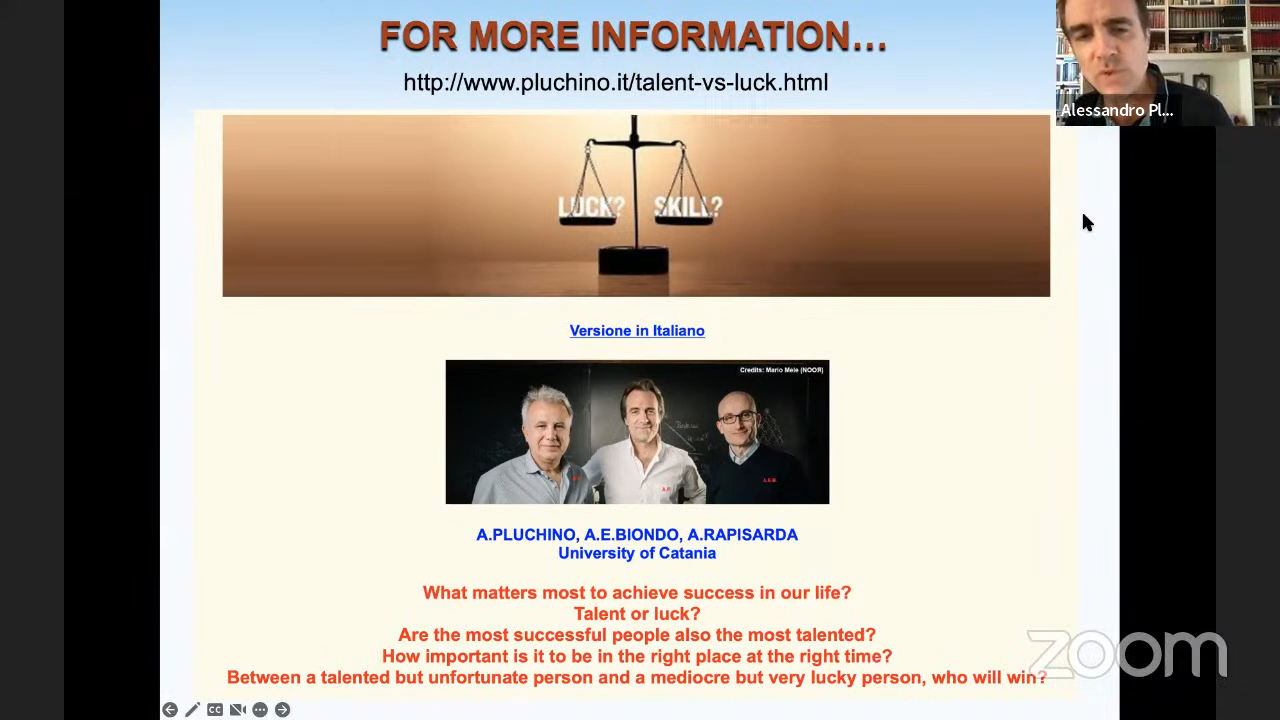 FOR MORE INFORMATION...
http://www.pluchino.it/talent-vs-luck.html
Alessandro Pl...
LUCK? SKILL?
Versione in Italiano
Credits: Mario Mele (NOOR)
A.R.
A.P.
A.E.B.
A.PLUCHINO, A.E.BIONDO, A.RAPISARDA
University of Catania
What matters most to achieve success in our life?
Talent or luck?
Are the most successful people also the most talented?
How important is it to be in the right place at the right time?
Between a talented but unfortunate person and a mediocre but very lucky person, who will win?
zoom
CC